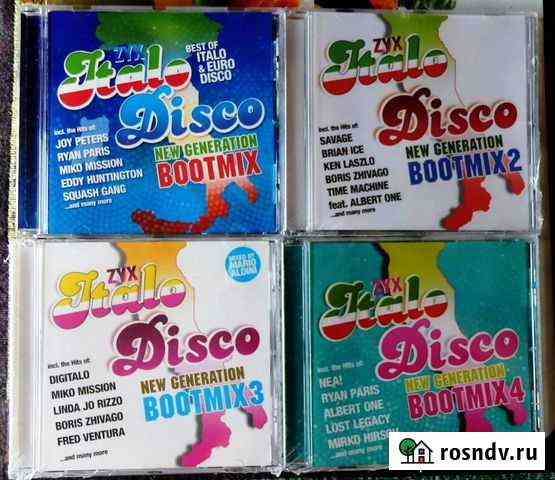 ZYX
Italo
Disco
BEST OF
ITALO
& EURO
DISCO
NEW GENERATION
BOOTMIX
incl. the Hits of:
JOY PETERS
RYAN PARIS
MIKO MISSION
EDDY HUNTINGTON
SQUASH GANG
...and many more
ZYX
Italo
Disco
NEW GENERATION
BOOTMIX 2
incl. the Hits of:
SAVAGE
BRIAN ICE
KEN LASZLO
BORIS ZHIVAGO
TIME MACHINE
feat. ALBERT ONE
...and many more
ZYX
Italo
Disco
MIXED BY
MARIO
ALDINI
NEW GENERATION
BOOTMIX 3
incl. the Hits of:
DIGITALO
MIKO MISSION
LINDA JO RIZZO
BORIS ZHIVAGO
FRED VENTURA
...and many more
ZYX
Italo
Disco
NEW GENERATION
BOOTMIX 4
incl. the Hits of:
NEA!
RYAN PARIS
ALBERT ONE
LOST LEGACY
MIRKO HIRSCH
...and many more
rosndv.ru